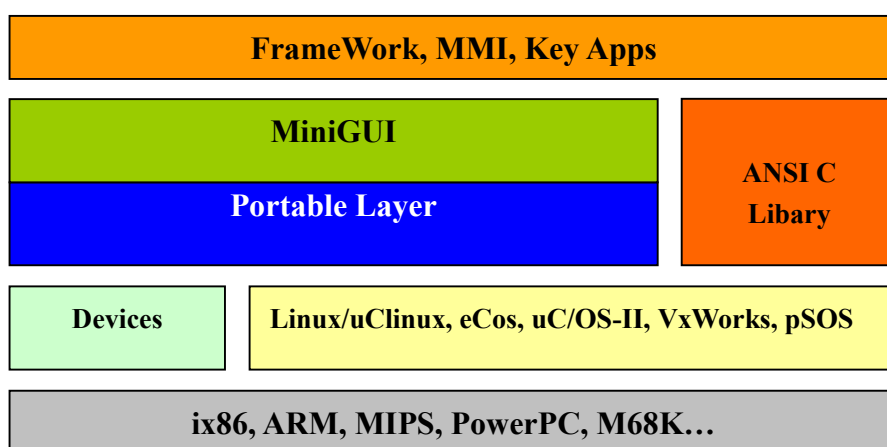 FrameWork, MMI, Key Apps
MiniGUI
Portable Layer
ANSI C
Libary
Devices
Linux/uClinux, eCos, uC/OS-II, VxWorks, pSOS
ix86, ARM, MIPS, PowerPC, M68K…